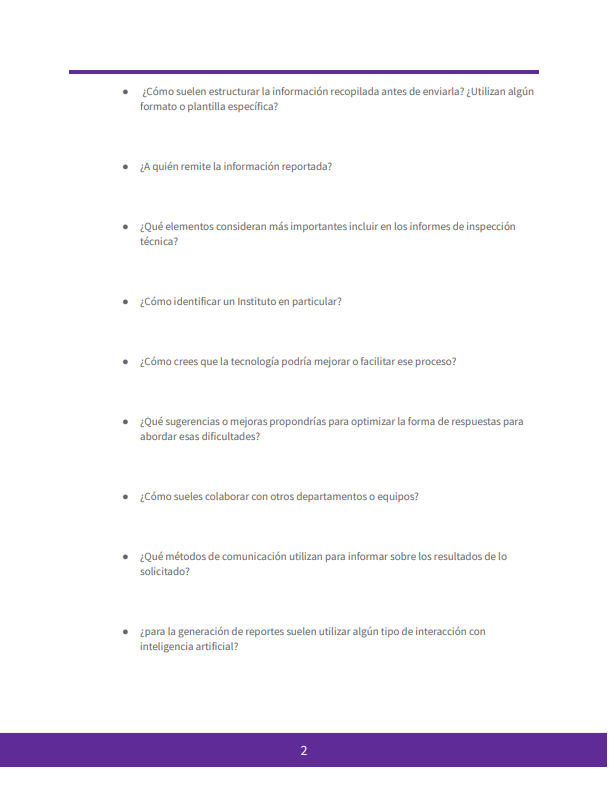 ● ¿Cómo suelen estructurar la información recopilada antes de enviarla? ¿Utilizan algún
formato o plantilla específica?
● ¿A quién remite la información reportada?
● ¿Qué elementos consideran más importantes incluir en los informes de inspección
técnica?
● ¿Cómo identificar un Instituto en particular?
● ¿Cómo crees que la tecnología podría mejorar o facilitar ese proceso?
● ¿Qué sugerencias o mejoras propondrías para optimizar la forma de respuestas para
abordar esas dificultades?
● ¿Cómo sueles colaborar con otros departamentos o equipos?
● ¿Qué métodos de comunicación utilizan para informar sobre los resultados de lo
solicitado?
● ¿para la generación de reportes suelen utilizar algún tipo de interacción con
inteligencia artificial?
2